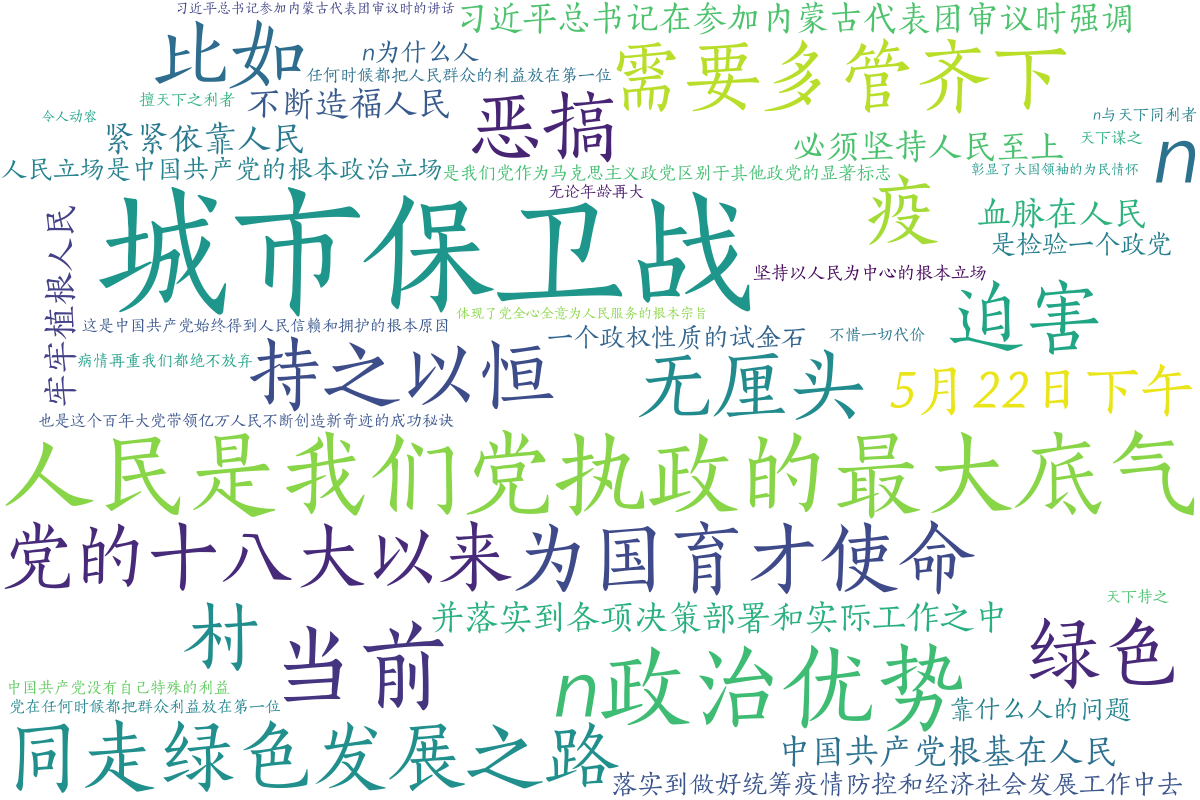 习近平总书记参加内蒙古代表团审议时的讲话
习近平总书记在参加内蒙古代表团审议时强调
比如
n为什么人
任何时候都把人民群众的利益放在第一位
需要多管齐下
擅天下之利者
不断造福人民
恶搞
令人动容
紧紧依靠人民
n与天下同利者
必须坚持人民至上
天下谋之
n
人民立场是中国共产党的根本政治立场
是我们党作为马克思主义政党区别于其他政党的显著标志
彰显了大国领袖的为民情怀
无论年龄再大
城市保卫战
疫
血脉在人民
是检验一个政党
牢牢植根人民
坚持以人民为中心的根本立场
迫害
体现了党全心全意为人民服务的根本宗旨
这是中国共产党始终得到人民信赖和拥护的根本原因
一个政权性质的试金石
不惜一切代价
病情再重我们都绝不放弃
持之以恒
无厘头
5月22日下午
也是这个百年大党带领亿万人民不断创造新奇迹的成功秘诀
人民是我们党执政的最大底气
党的十八大以来
为国育才使命
天下持之
村
当前
并落实到各项决策部署和实际工作之中
绿色
中国共产党没有自己特殊的利益
n政治优势
党在任何时候都把群众利益放在第一位
靠什么人的问题
同走绿色发展之路
中国共产党根基在人民
落实到做好统筹疫情防控和经济社会发展工作中去